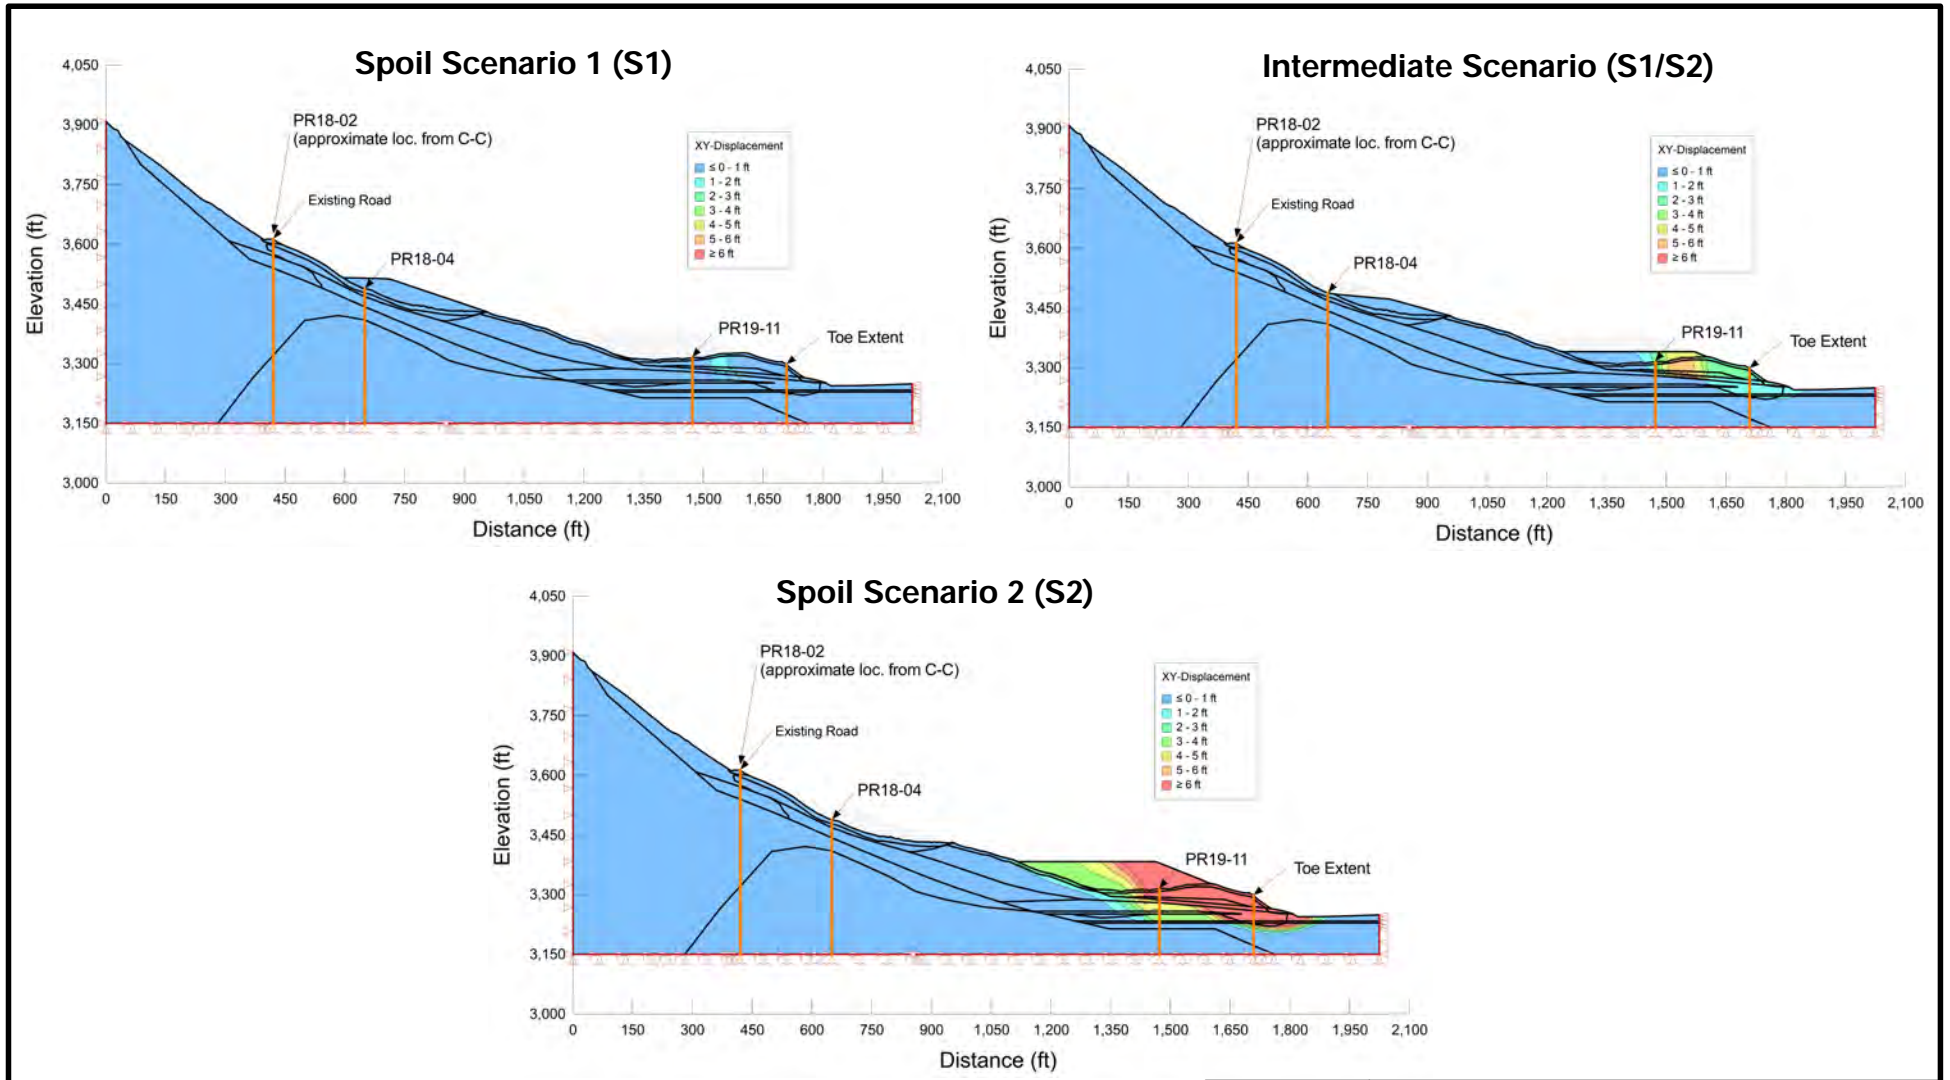 Spoil Scenario 1 (S1)
4,050
3,900
3,750
3,600
3,450
3,300
3,150
3,000
Elevation (ft)
PR18-02
(approximate loc. from C-C)
Existing Road
PR18-04
XY-Displacement
≤ 0 - 1 ft
1 - 2 ft
2 - 3 ft
3 - 4 ft
4 - 5 ft
5 - 6 ft
≥ 6 ft
PR19-11
Toe Extent
0 150 300 450 600 750 900 1,050 1,200 1,350 1,500 1,650 1,800 1,950 2,100
Distance (ft)
Intermediate Scenario (S1/S2)
4,050
3,900
3,750
3,600
3,450
3,300
3,150
3,000
Elevation (ft)
PR18-02
(approximate loc. from C-C)
Existing Road
PR18-04
XY-Displacement
≤ 0 - 1 ft
1 - 2 ft
2 - 3 ft
3 - 4 ft
4 - 5 ft
5 - 6 ft
≥ 6 ft
PR19-11
Toe Extent
0 150 300 450 600 750 900 1,050 1,200 1,350 1,500 1,650 1,800 1,950 2,100
Distance (ft)
Spoil Scenario 2 (S2)
4,050
3,900
3,750
3,600
3,450
3,300
3,150
3,000
Elevation (ft)
PR18-02
(approximate loc. from C-C)
Existing Road
PR18-04
XY-Displacement
≤ 0 - 1 ft
1 - 2 ft
2 - 3 ft
3 - 4 ft
4 - 5 ft
5 - 6 ft
≥ 6 ft
PR19-11
Toe Extent
0 150 300 450 600 750 900 1,050 1,200 1,350 1,500 1,650 1,800 1,950 2,100
Distance (ft)